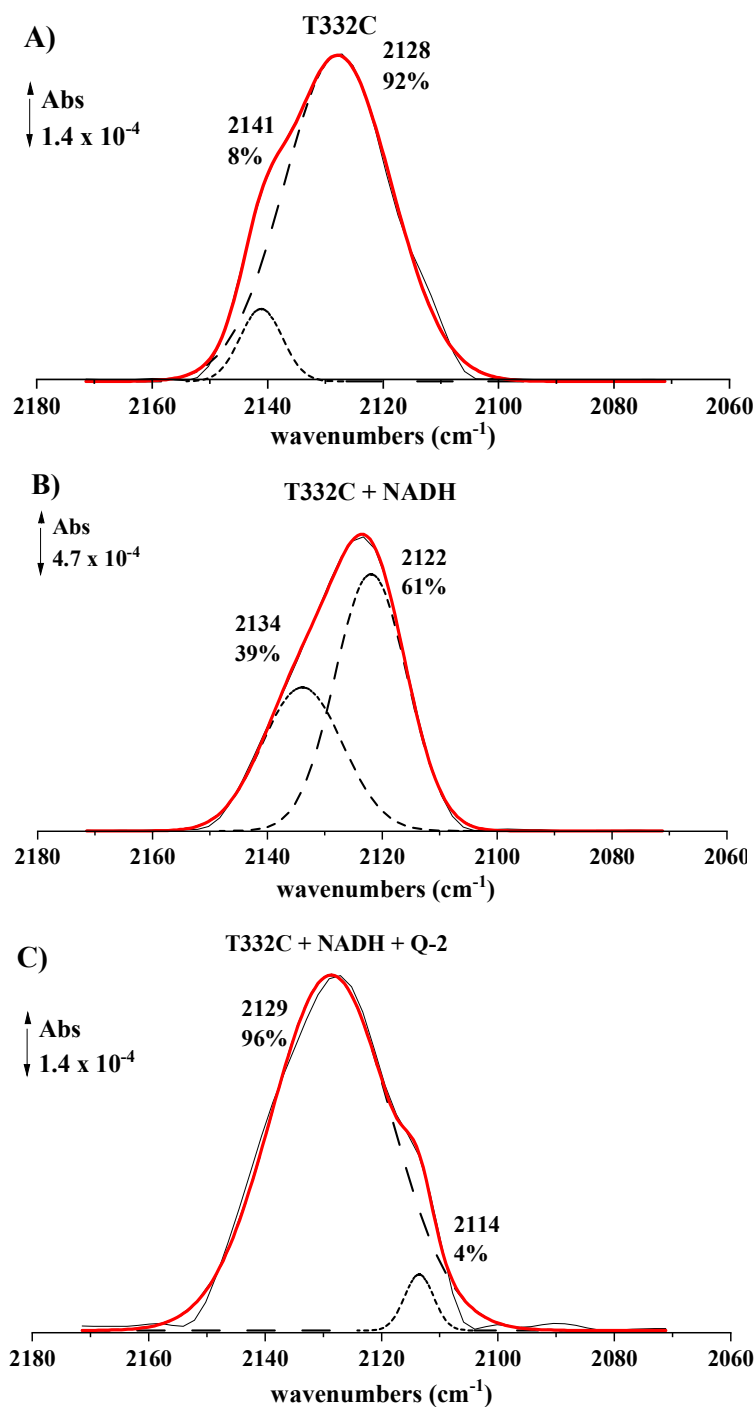 A)
T332C
2128
92%
Abs
1.4 x 10⁻⁴
2141
8%
2180 2160 2140 2120 2100 2080 2060
wavenumbers (cm⁻¹)
B)
T332C + NADH
Abs
4.7 x 10⁻⁴
2122
61%
2134
39%
2180 2160 2140 2120 2100 2080 2060
wavenumbers (cm⁻¹)
C)
T332C + NADH + Q-2
2129
96%
Abs
1.4 x 10⁻⁴
2114
4%
2180 2160 2140 2120 2100 2080 2060
wavenumbers (cm⁻¹)